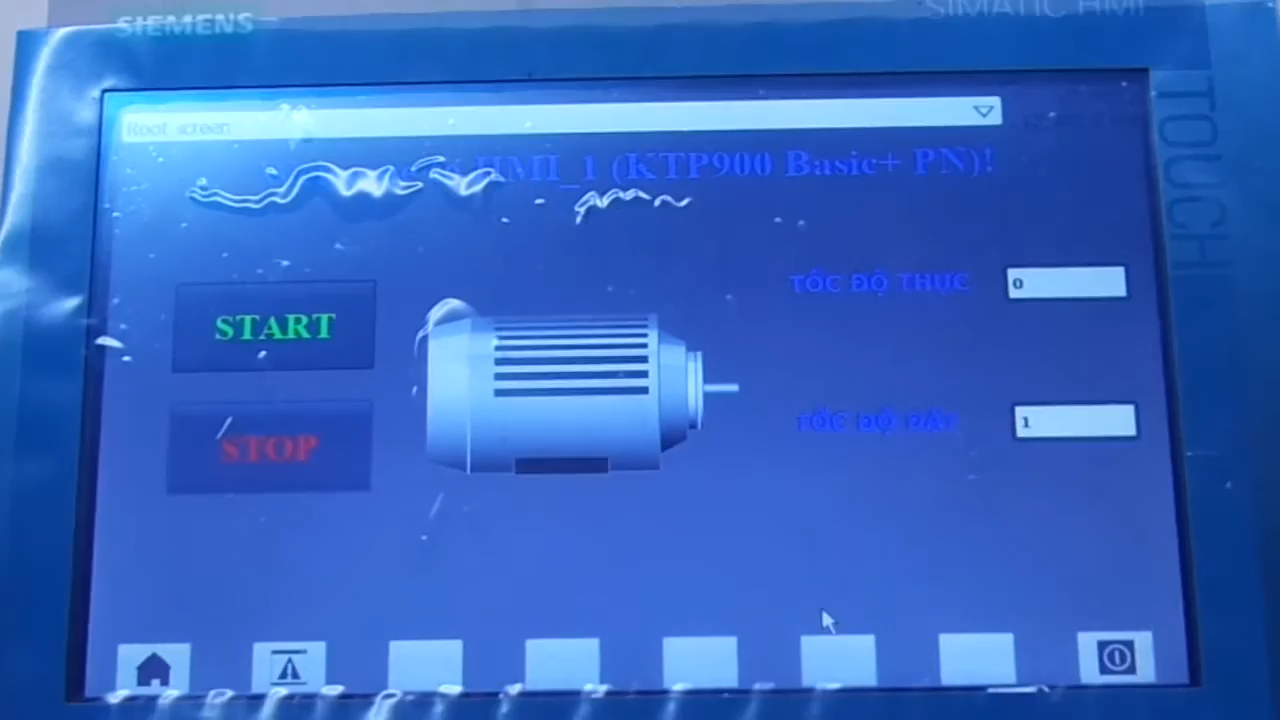 SIEMENS
SIMATIC HMI
TOUCH
Root screen
HMI_1 (KTP900 Basic+ PN)!
START
STOP
TỐC ĐỘ THỰC
0
TỐC ĐỘ ĐẶT
1